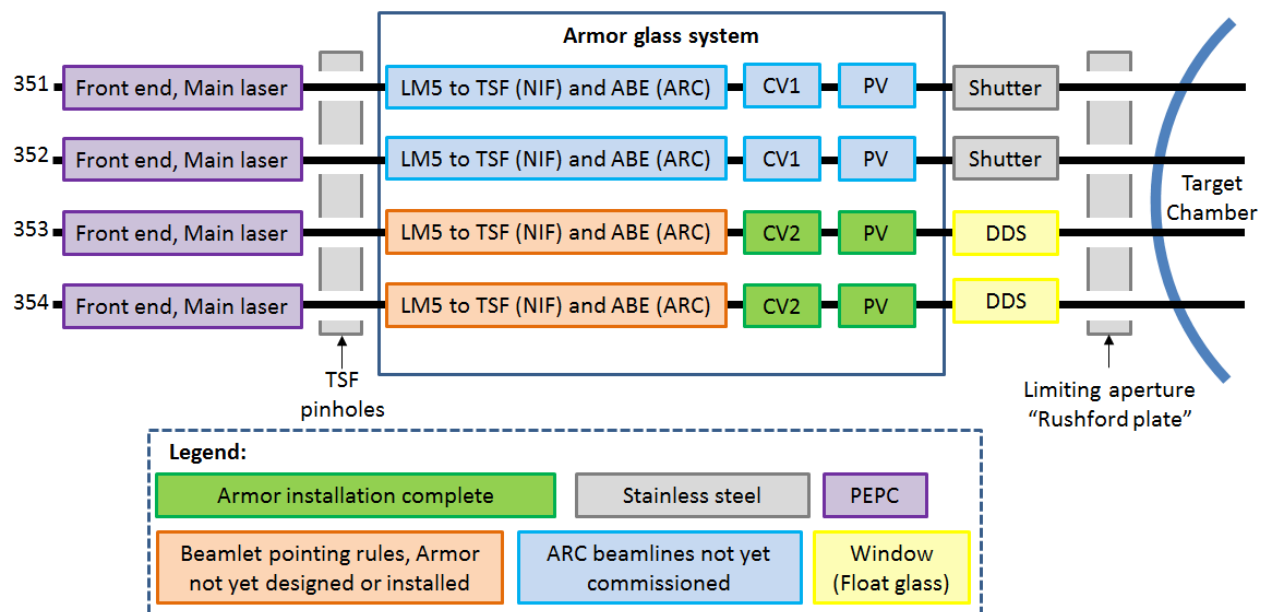 Armor glass system
351 Front end, Main laser LM5 to TSF (NIF) and ABE (ARC) CV1 PV Shutter
352 Front end, Main laser LM5 to TSF (NIF) and ABE (ARC) CV1 PV Shutter
Target
Chamber
353 Front end, Main laser LM5 to TSF (NIF) and ABE (ARC) CV2 PV DDS
354 Front end, Main laser LM5 to TSF (NIF) and ABE (ARC) CV2 PV DDS
TSF
pinholes
Limiting aperture
“Rushford plate”
Legend:
Armor installation complete
Stainless steel
PEPC
Beamlet pointing rules, Armor
not yet designed or installed
ARC beamlines not yet
commissioned
Window
(Float glass)